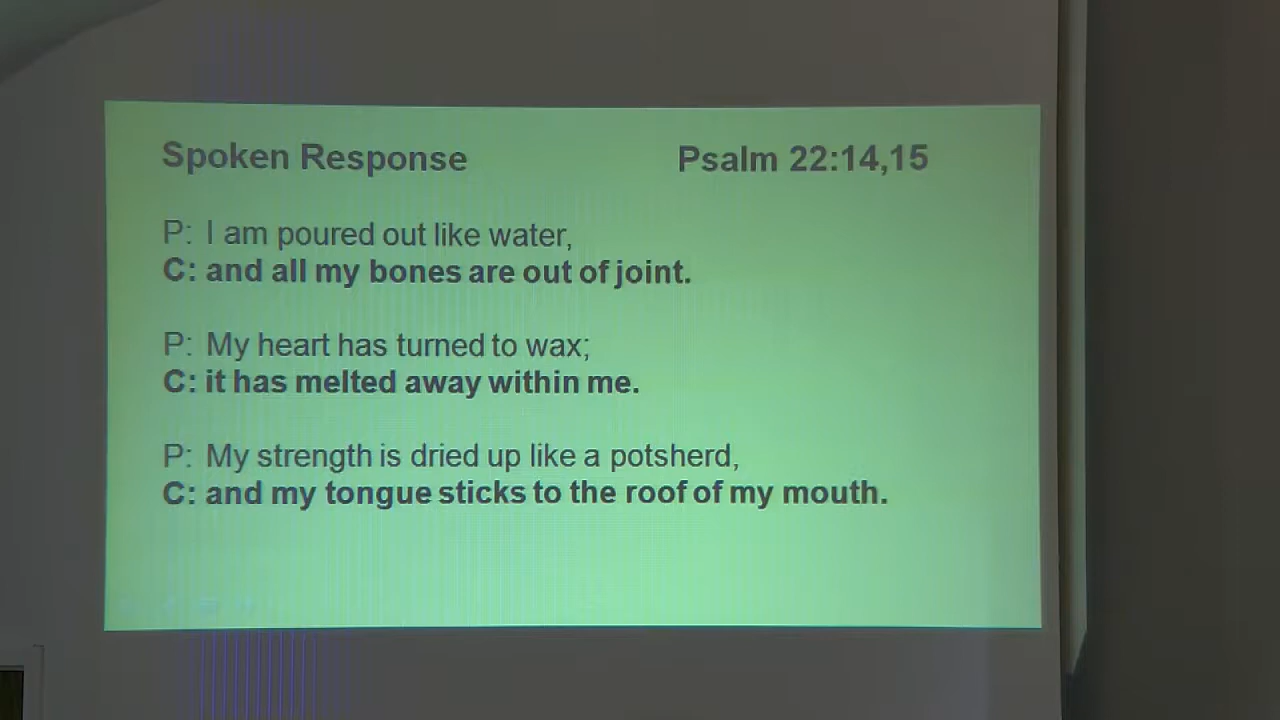 Spoken Response Psalm 22:14,15
P: I am poured out like water,
C: and all my bones are out of joint.
P: My heart has turned to wax;
C: it has melted away within me.
P: My strength is dried up like a potsherd,
C: and my tongue sticks to the roof of my mouth.